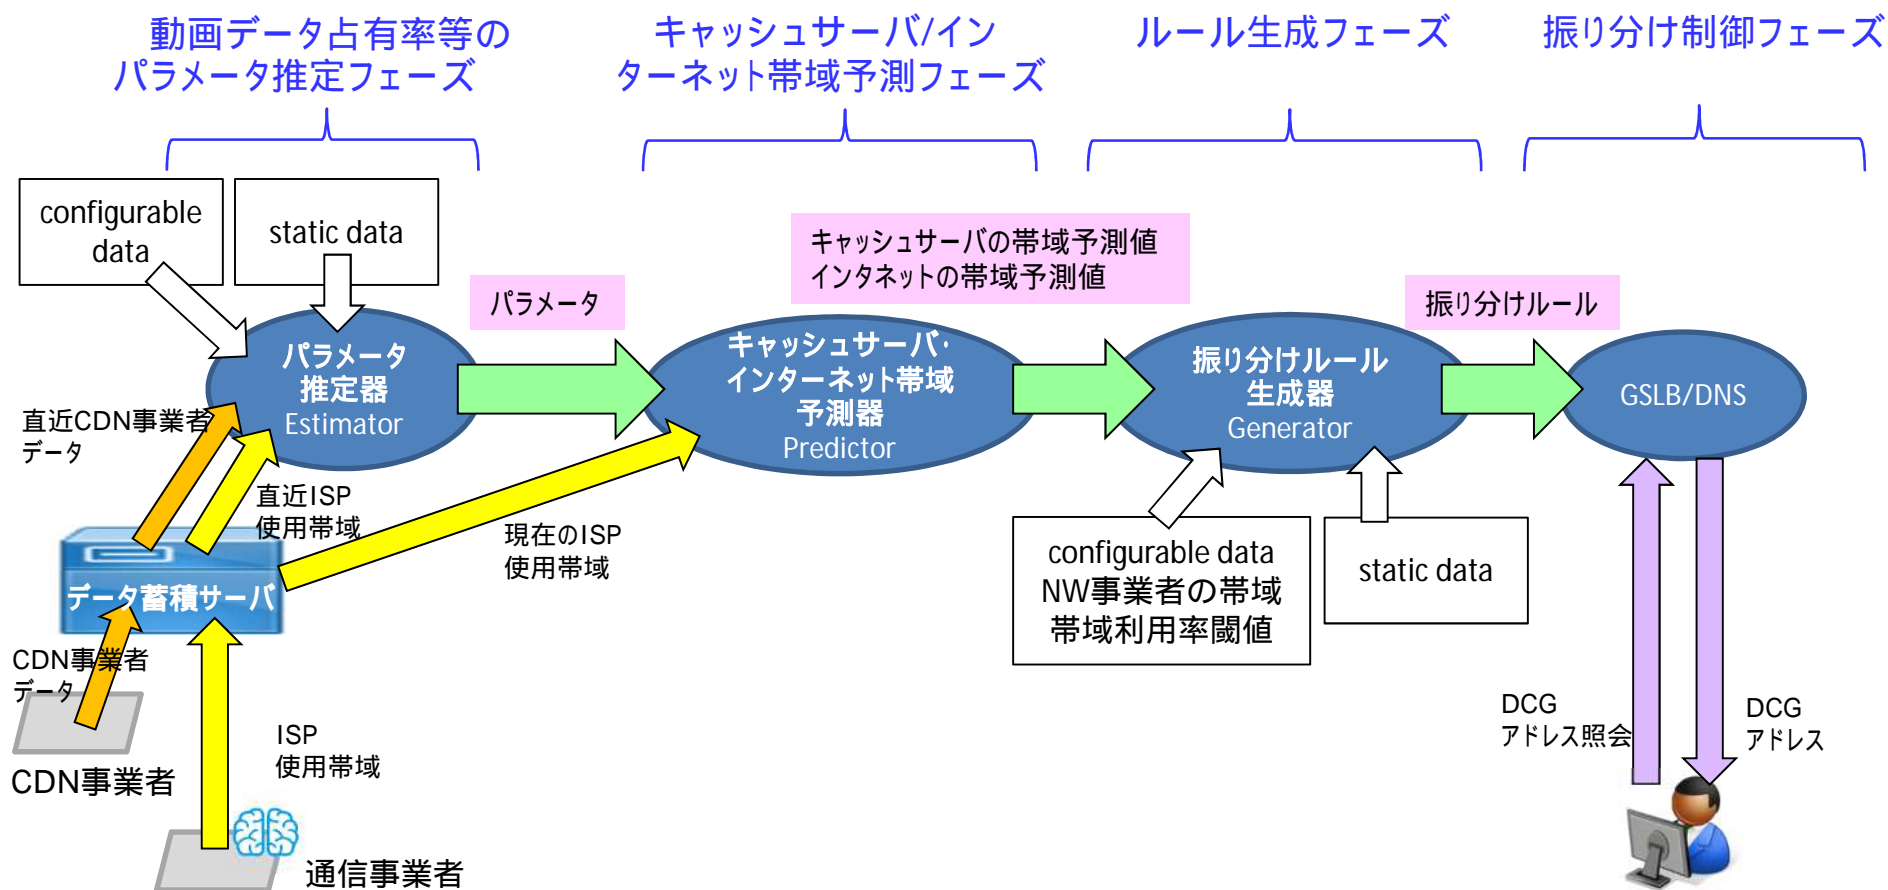 動画データ占有率等の
パラメータ推定フェーズ
キャッシュサーバ/イン
ターネット帯域予測フェーズ
ルール生成フェーズ
振り分け制御フェーズ
configurable
data
static data
パラメータ
キャッシュサーバの帯域予測値
インタネットの帯域予測値
振り分けルール
パラメータ
推定器
Estimator
キャッシュサーバ・
インターネット帯域
予測器
Predictor
振り分けルール
生成器
Generator
GSLB/DNS
直近CDN事業者
データ
直近ISP
使用帯域
現在のISP
使用帯域
データ蓄積サーバ
configurable data
NW事業者の帯域
帯域利用率閾値
static data
CDN事業者
データ
CDN事業者
ISP
使用帯域
通信事業者
DCG
アドレス照会
DCG
アドレス